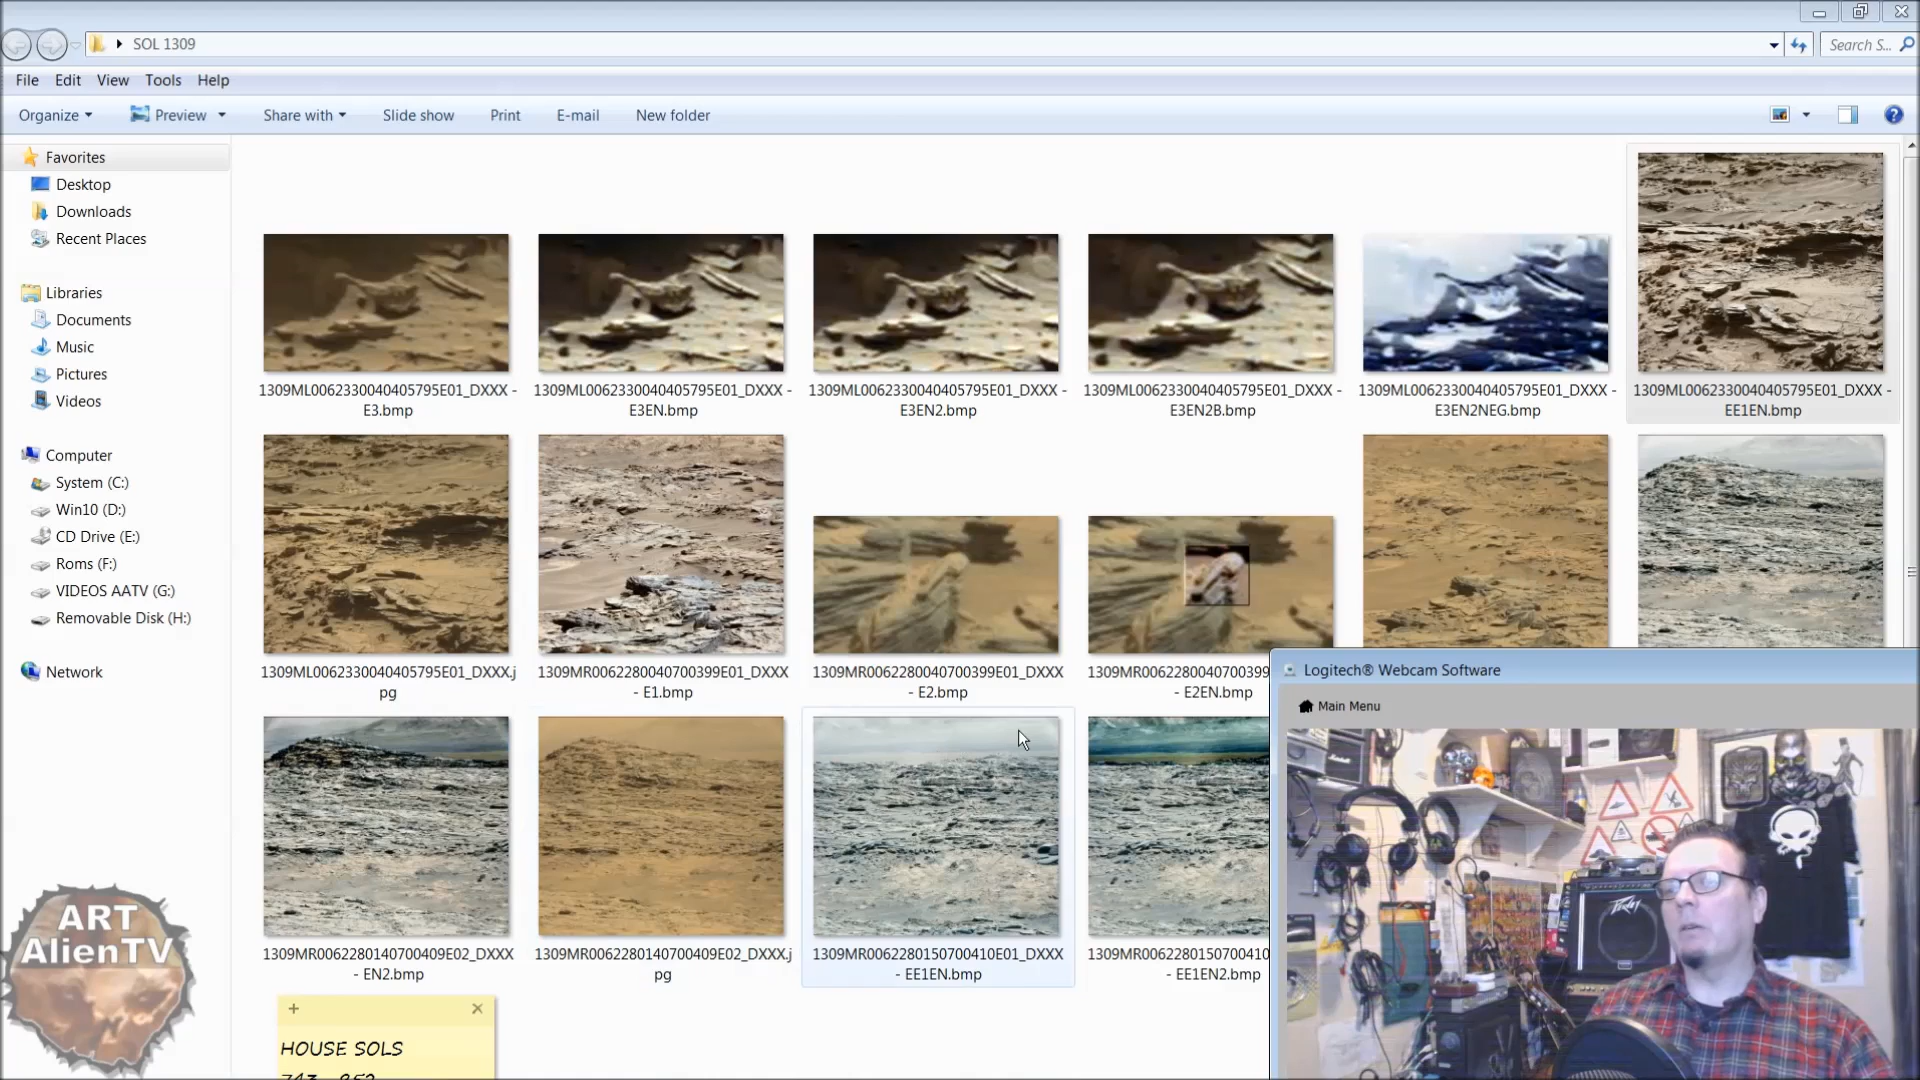 SOL 1309
Search S...
File Edit View Tools Help
Organize Preview Share with Slide show Print E-mail New folder
Favorites
Desktop
Downloads
Recent Places
Libraries
Documents
Music
Pictures
Videos
Computer
System (C:)
Win10 (D:)
CD Drive (E:)
Roms (F:)
VIDEOS AATV (G:)
Removable Disk (H:)
Network
1309ML0062330040405795E01_DXXX -
E3.bmp
1309ML0062330040405795E01_DXXX -
E3EN.bmp
1309ML0062330040405795E01_DXXX -
E3EN2.bmp
1309ML0062330040405795E01_DXXX -
E3EN2B.bmp
1309ML0062330040405795E01_DXXX -
E3EN2NEG.bmp
1309ML0062330040405795E01_DXXX -
EE1EN.bmp
1309ML0062330040405795E01_DXXX.j
pg
1309MR0062280040700399E01_DXXX
- E1.bmp
1309MR0062280040700399E01_DXXX
- E2.bmp
1309MR0062280040700399
- E2EN.bmp
1309MR0062280140700409E02_DXXX
- EN2.bmp
1309MR0062280140700409E02_DXXX.j
pg
1309MR0062280150700410E01_DXXX
- EE1EN.bmp
1309MR0062280150700410
- EE1EN2.bmp
Logitech® Webcam Software
Main Menu
PEAVEY
ART
AlienTV
HOUSE SOLS